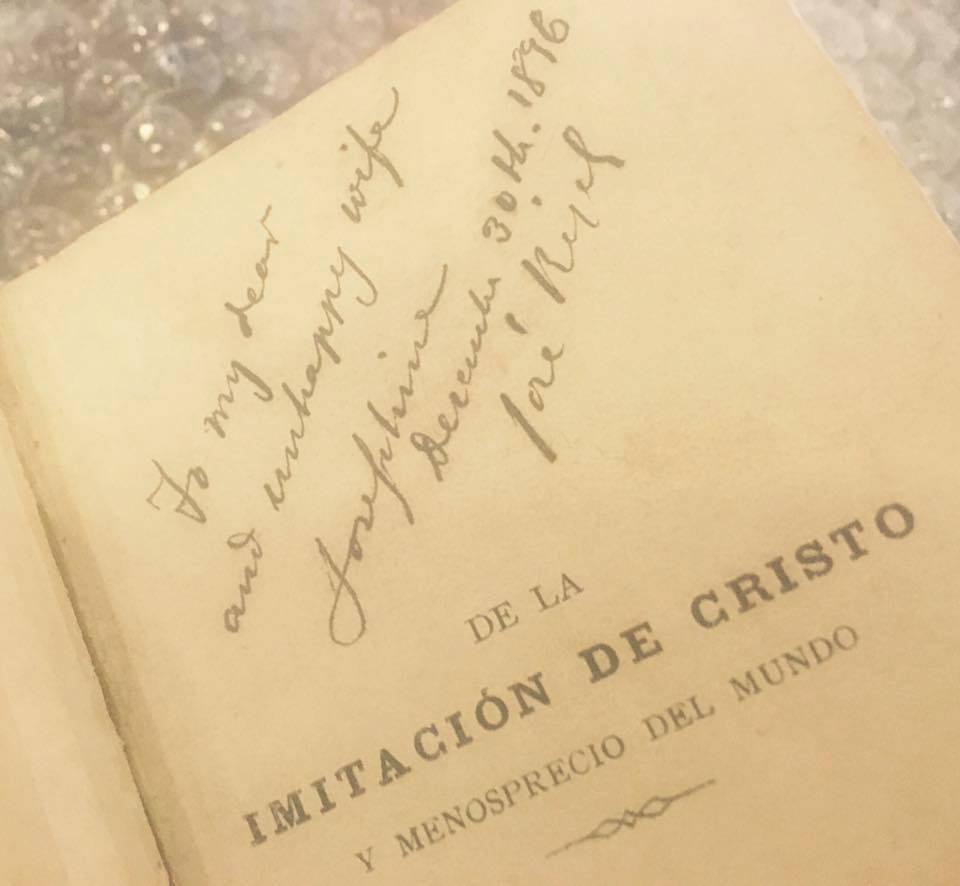 To my dear
and unhappy wife
Josephine
December 30th. 1896
José Rizal
DE LA
IMITACIÓN DE CRISTO
Y MENOSPRECIO DEL MUNDO